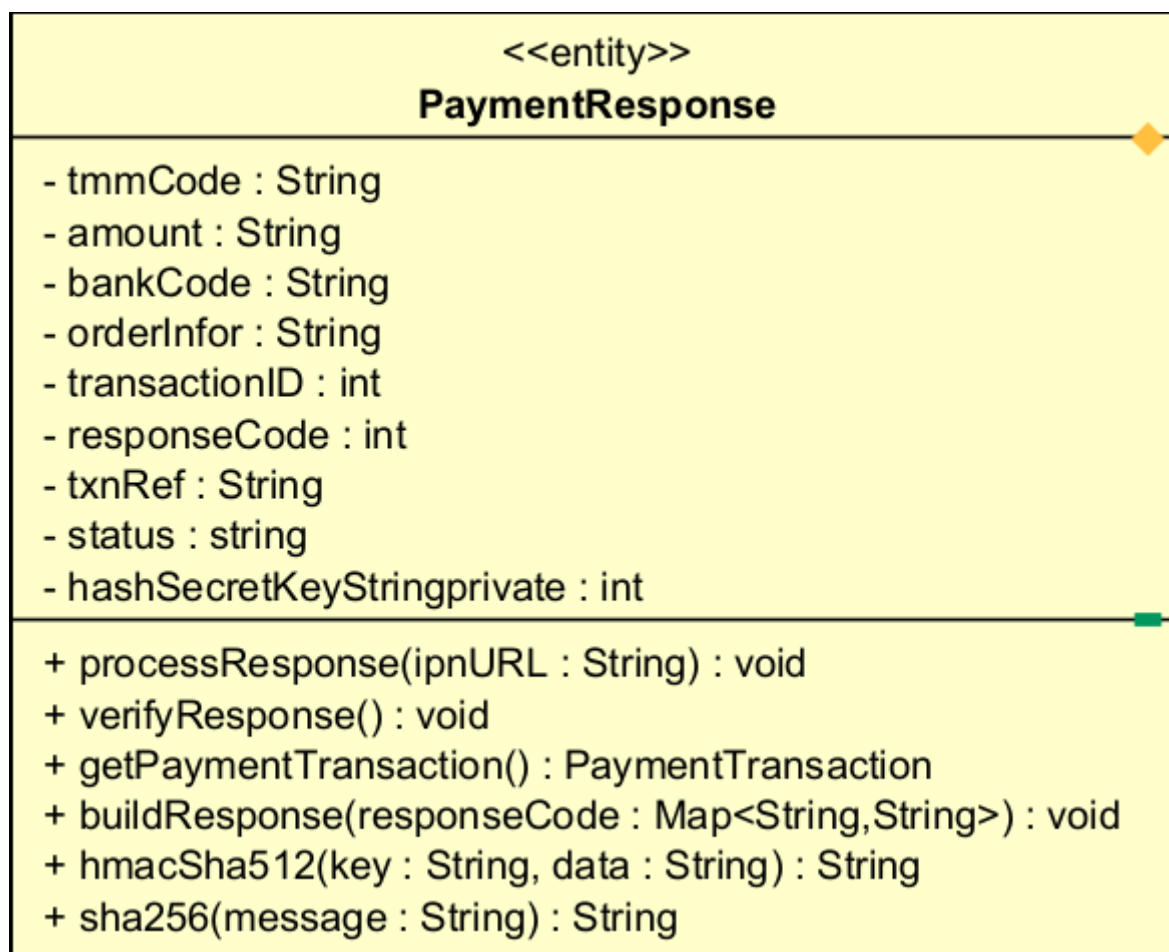 <<entity>>
PaymentResponse
- tmmCode : String
- amount : String
- bankCode : String
- orderInfor : String
- transactionID : int
- responseCode : int
- txnRef : String
- status : string
- hashSecretKeyStringprivate : int
+ processResponse(ipnURL : String) : void
+ verifyResponse() : void
+ getPaymentTransaction() : PaymentTransaction
+ buildResponse(responseCode : Map<String,String>) : void
+ hmacSha512(key : String, data : String) : String
+ sha256(message : String) : String